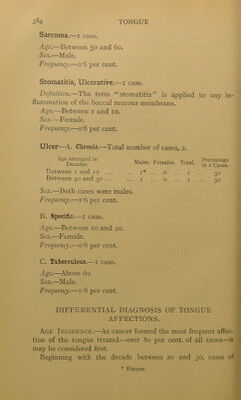 384 TONGUE
Sarcoma.—1 case.
Age.—Between 50 and 60.
Sex.—Male.
Frequency.—0·8 per cent.
Stomatitis, Ulcerative.—1 case.
Definition.—The term "stomatitis" is applied to any in-
flammation of the buccal mucous membrane.
Age.—Between 1 and 10.
Sex.—Female.
Frequency.—0·8 per cent.
Ulcer—A. Chronic.—Total number of cases, 2.
Age arranged in Decades. Males. Females. Total. Percentage in 2 Cases.
Between 1 and 10 ... ... 1* ... 0 ... 1 ... 50
Between 40 and 50 ... ... 1 ... 0 ... 1 ... 50
Sex.—Both cases were males.
Frequency.—1·6 per cent.
B. Specific.—1 case.
Age.—Between 10 and 20.
Sex.—Female.
Frequency.—0·8 per cent.
C. Tuberculous.—1 case.
Age.—Above 60.
Sex.—Male.
Frequency.—0·8 per cent.
DIFFERENTIAL DIAGNOSIS OF TONGUE
AFFECTIONS.
Age Incidence.—As cancer formed the most frequent affec-
tion of the tongue treated—over 80 per cent. of all cases—it
may be considered first.
Beginning with the decade between 20 and 30, cases of
* Fissure.